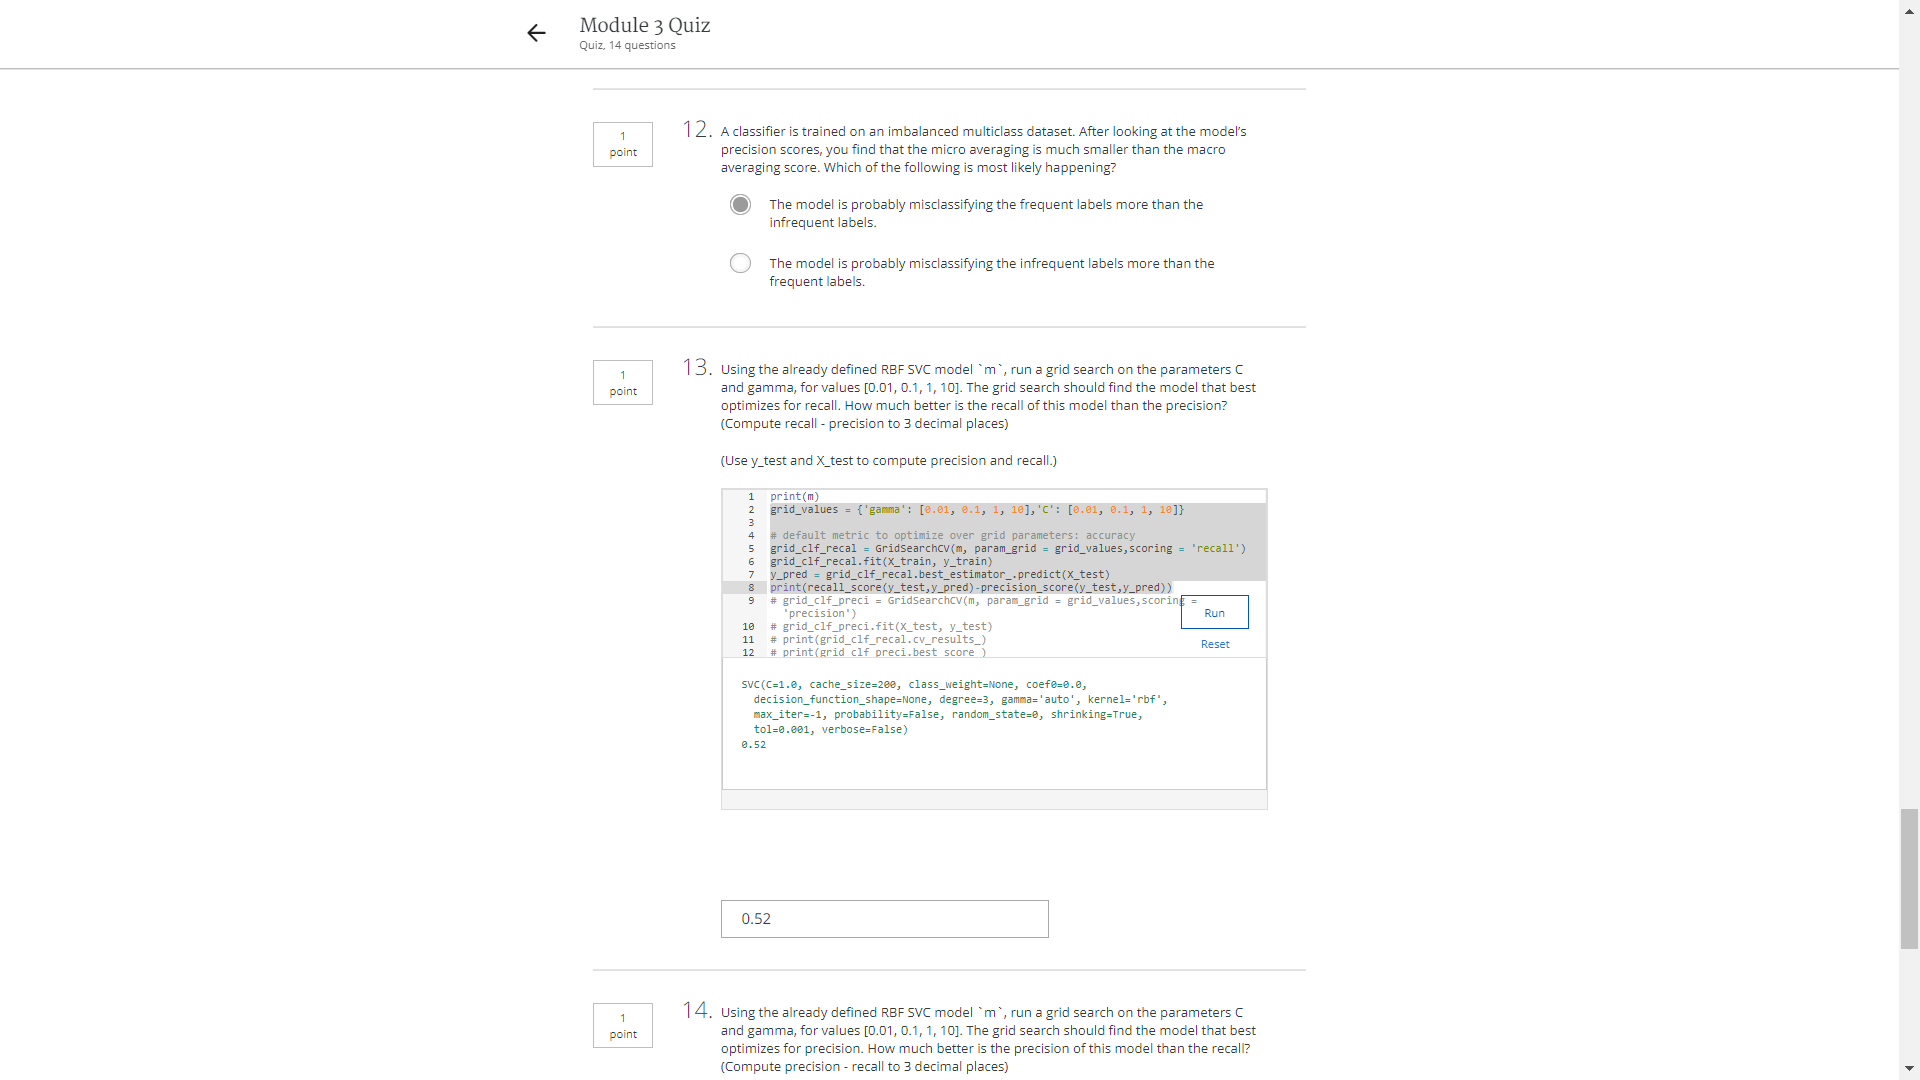 Module 3 Quiz
Quiz, 14 questions
1
point
12.
A classifier is trained on an imbalanced multiclass dataset. After looking at the model's
precision scores, you find that the micro averaging is much smaller than the macro
averaging score. Which of the following is most likely happening?
The model is probably misclassifying the frequent labels more than the
infrequent labels.
The model is probably misclassifying the infrequent labels more than the
frequent labels.
1
point
13.
Using the already defined RBF SVC model `m`, run a grid search on the parameters C
and gamma, for values [0.01, 0.1, 1, 10]. The grid search should find the model that best
optimizes for recall. How much better is the recall of this model than the precision?
(Compute recall - precision to 3 decimal places)
(Use y_test and X_test to compute precision and recall.)
1 print(m)
2 grid_values = {'gamma': [0.01, 0.1, 1, 10],'C': [0.01, 0.1, 1, 10]}
3
4 # default metric to optimize over grid parameters: accuracy
5 grid_clf_recal = GridSearchCV(m, param_grid = grid_values,scoring = 'recall')
6 grid_clf_recal.fit(X_train, y_train)
7 y_pred = grid_clf_recal.best_estimator_.predict(X_test)
8 print(recall_score(y_test,y_pred)-precision_score(y_test,y_pred))
9 # grid_clf_preci = GridSearchCV(m, param_grid = grid_values,scoring =
'precision')
10 # grid_clf_preci.fit(X_test, y_test)
11 # print(grid_clf_recal.cv_results_)
12 # print(grid_clf_preci.best_score_)
Run
Reset
SVC(C=1.0, cache_size=200, class_weight=None, coef0=0.0,
decision_function_shape=None, degree=3, gamma='auto', kernel='rbf',
max_iter=-1, probability=False, random_state=0, shrinking=True,
tol=0.001, verbose=False)
0.52
0.52
1
point
14.
Using the already defined RBF SVC model `m`, run a grid search on the parameters C
and gamma, for values [0.01, 0.1, 1, 10]. The grid search should find the model that best
optimizes for precision. How much better is the precision of this model than the recall?
(Compute precision - recall to 3 decimal places)